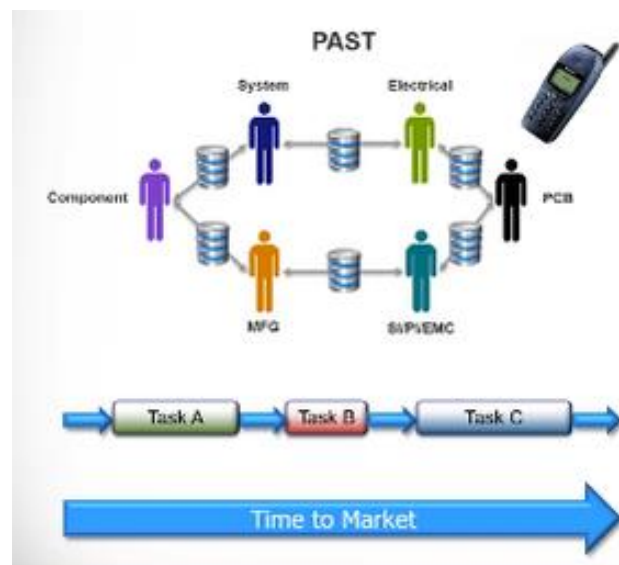 PAST
System
Electrical
Component
PCB
MFG
SI/PI/EMC
Task A
Task B
Task C
Time to Market